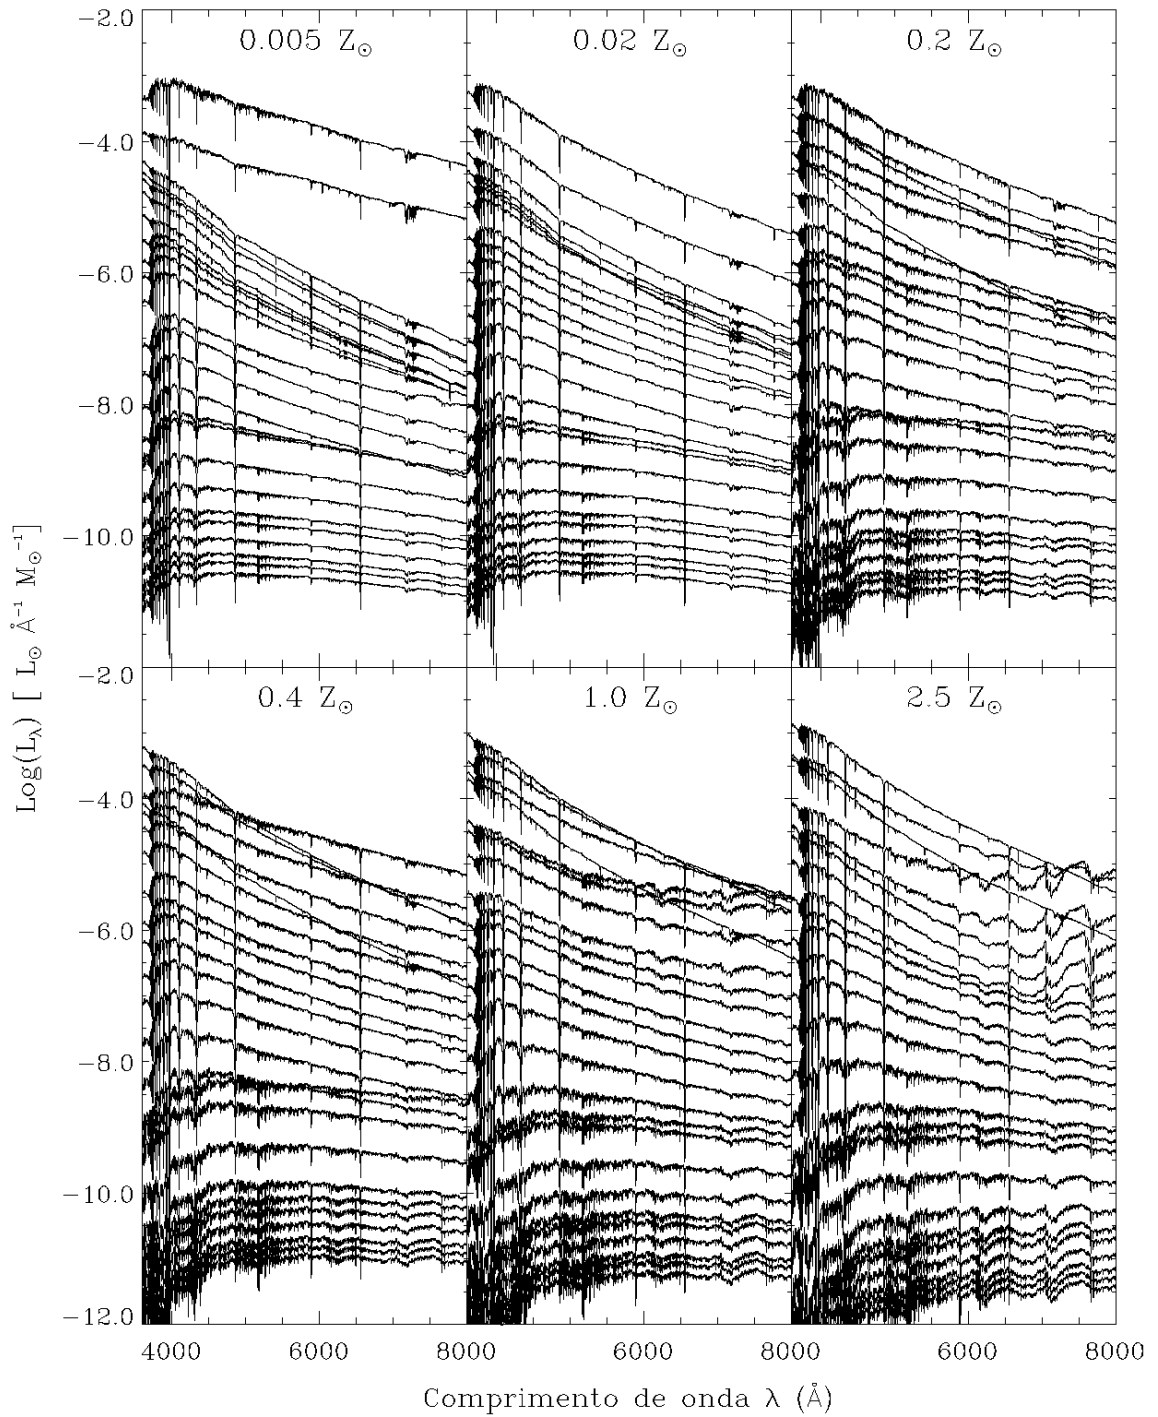 −2.0
0.005 Z⊙
0.02 Z⊙
0.2 Z⊙
−4.0
−6.0
−8.0
−10.0
−2.0
0.4 Z⊙
1.0 Z⊙
2.5 Z⊙
−4.0
−6.0
−8.0
−10.0
−12.0
Log(Lλ) [ L⊙ Å⁻¹ M⊙⁻¹]
4000 6000 8000 6000 8000 6000 8000
Comprimento de onda λ (Å)